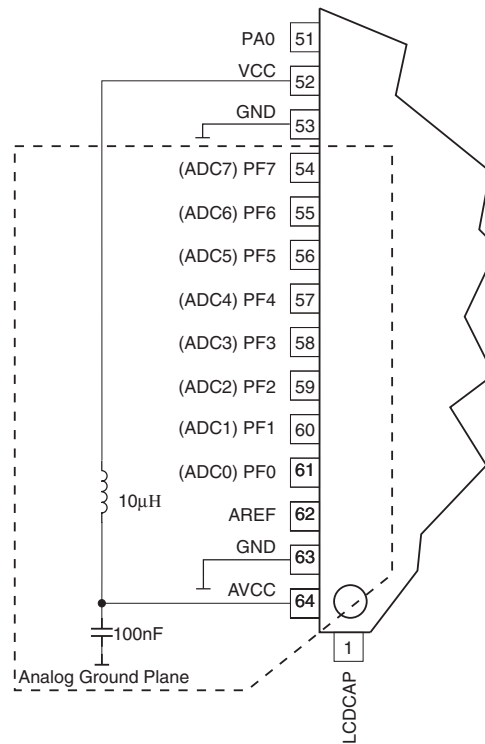 PA0 51
VCC 52
GND 53
(ADC7) PF7 54
(ADC6) PF6 55
(ADC5) PF5 56
(ADC4) PF4 57
(ADC3) PF3 58
(ADC2) PF2 59
(ADC1) PF1 60
(ADC0) PF0 61
10μH
AREF 62
GND 63
AVCC 64
100nF
1
Analog Ground Plane
LCDCAP